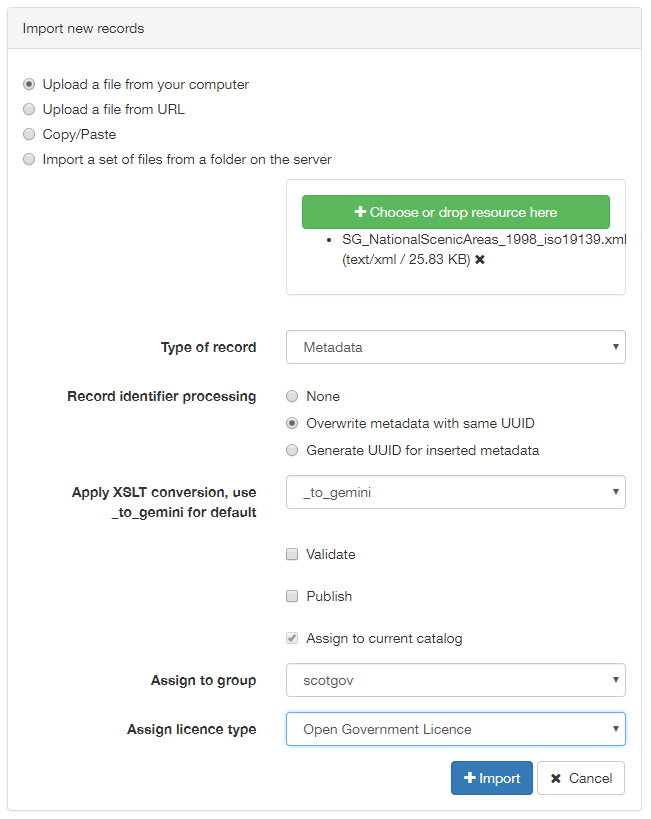 Import new records
Upload a file from your computer
Upload a file from URL
Copy/Paste
Import a set of files from a folder on the server
Choose or drop resource here
SG_NationalScenicAreas_1998_iso19139.xml
(text/xml / 25.83 KB)
Type of record
Metadata
Record identifier processing
None
Overwrite metadata with same UUID
Generate UUID for inserted metadata
Apply XSLT conversion, use
_to_gemini for default
_to_gemini
Validate
Publish
Assign to current catalog
Assign to group
scotgov
Assign licence type
Open Government Licence
Import
Cancel